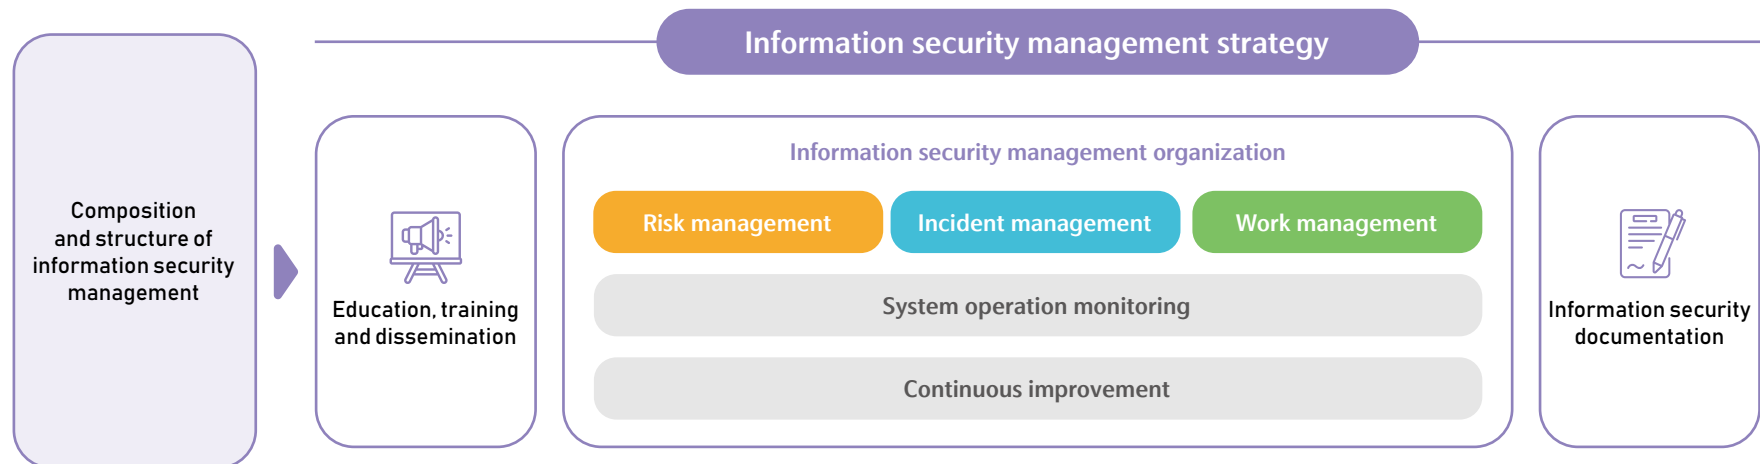 Information security management strategy
Composition
and structure of
information security
management
Education, training
and dissemination
Information security management organization
Risk management
Incident management
Work management
System operation monitoring
Continuous improvement
Information security
documentation